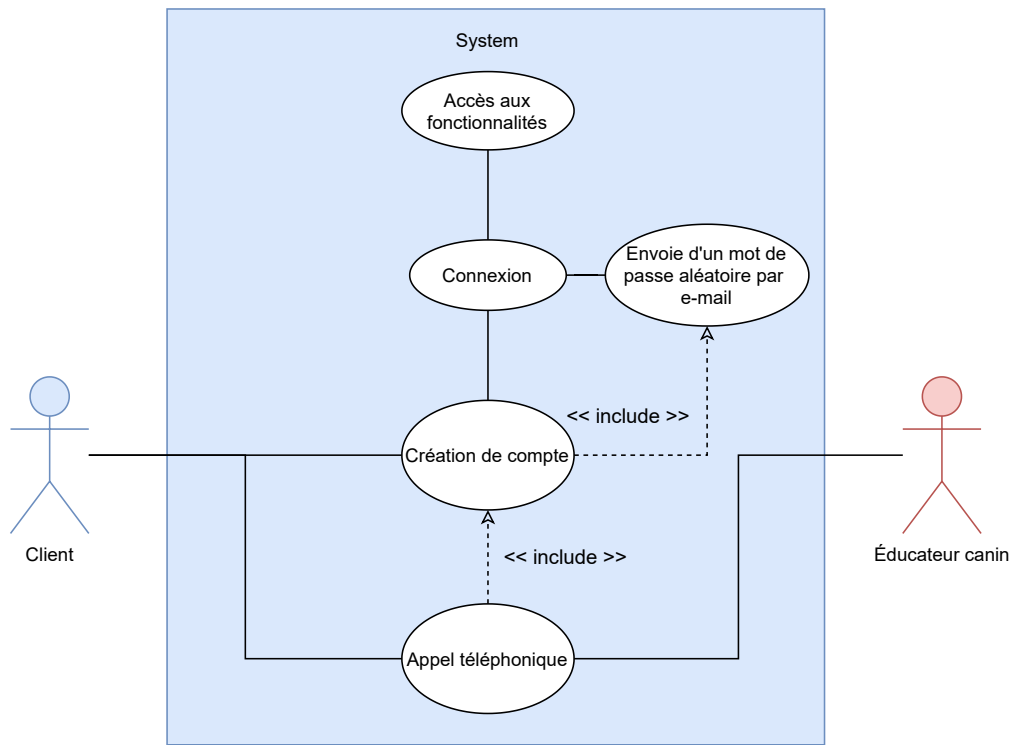 System
Accès aux
fonctionnalités
Connexion
Envoie d'un mot de
passe aléatoire par
e-mail
<< include >>
Création de compte
Client
Éducateur canin
<< include >>
Appel téléphonique